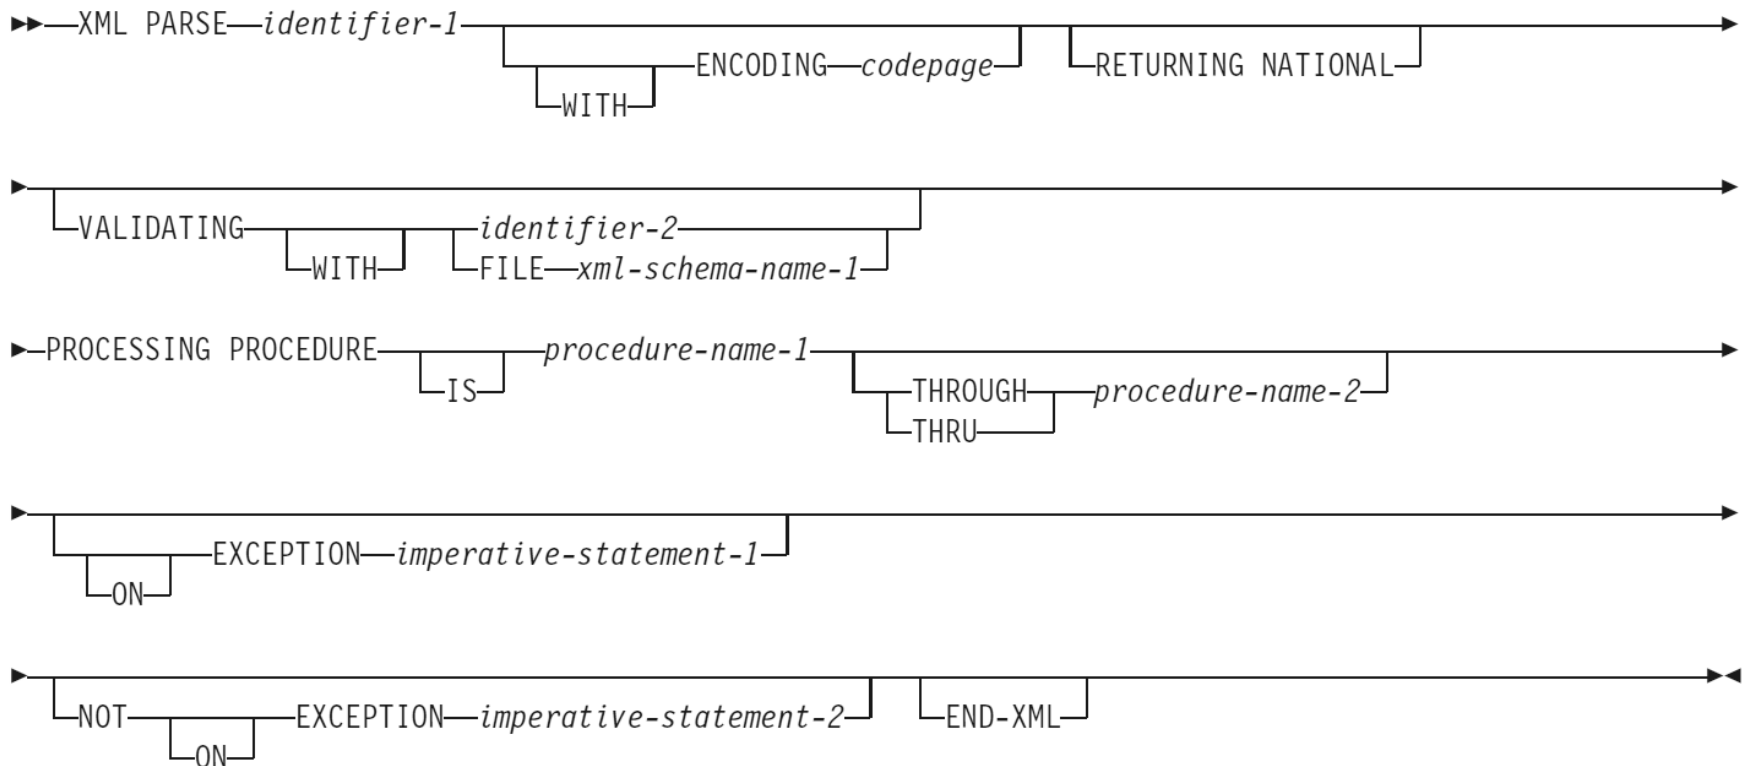 XML PARSE identifier-1
ENCODING codepage RETURNING NATIONAL
WITH
VALIDATING identifier-2
WITH FILE xml-schema-name-1
PROCESSING PROCEDURE procedure-name-1
IS THROUGH procedure-name-2
THRU
EXCEPTION imperative-statement-1
ON
NOT EXCEPTION imperative-statement-2 END-XML
ON